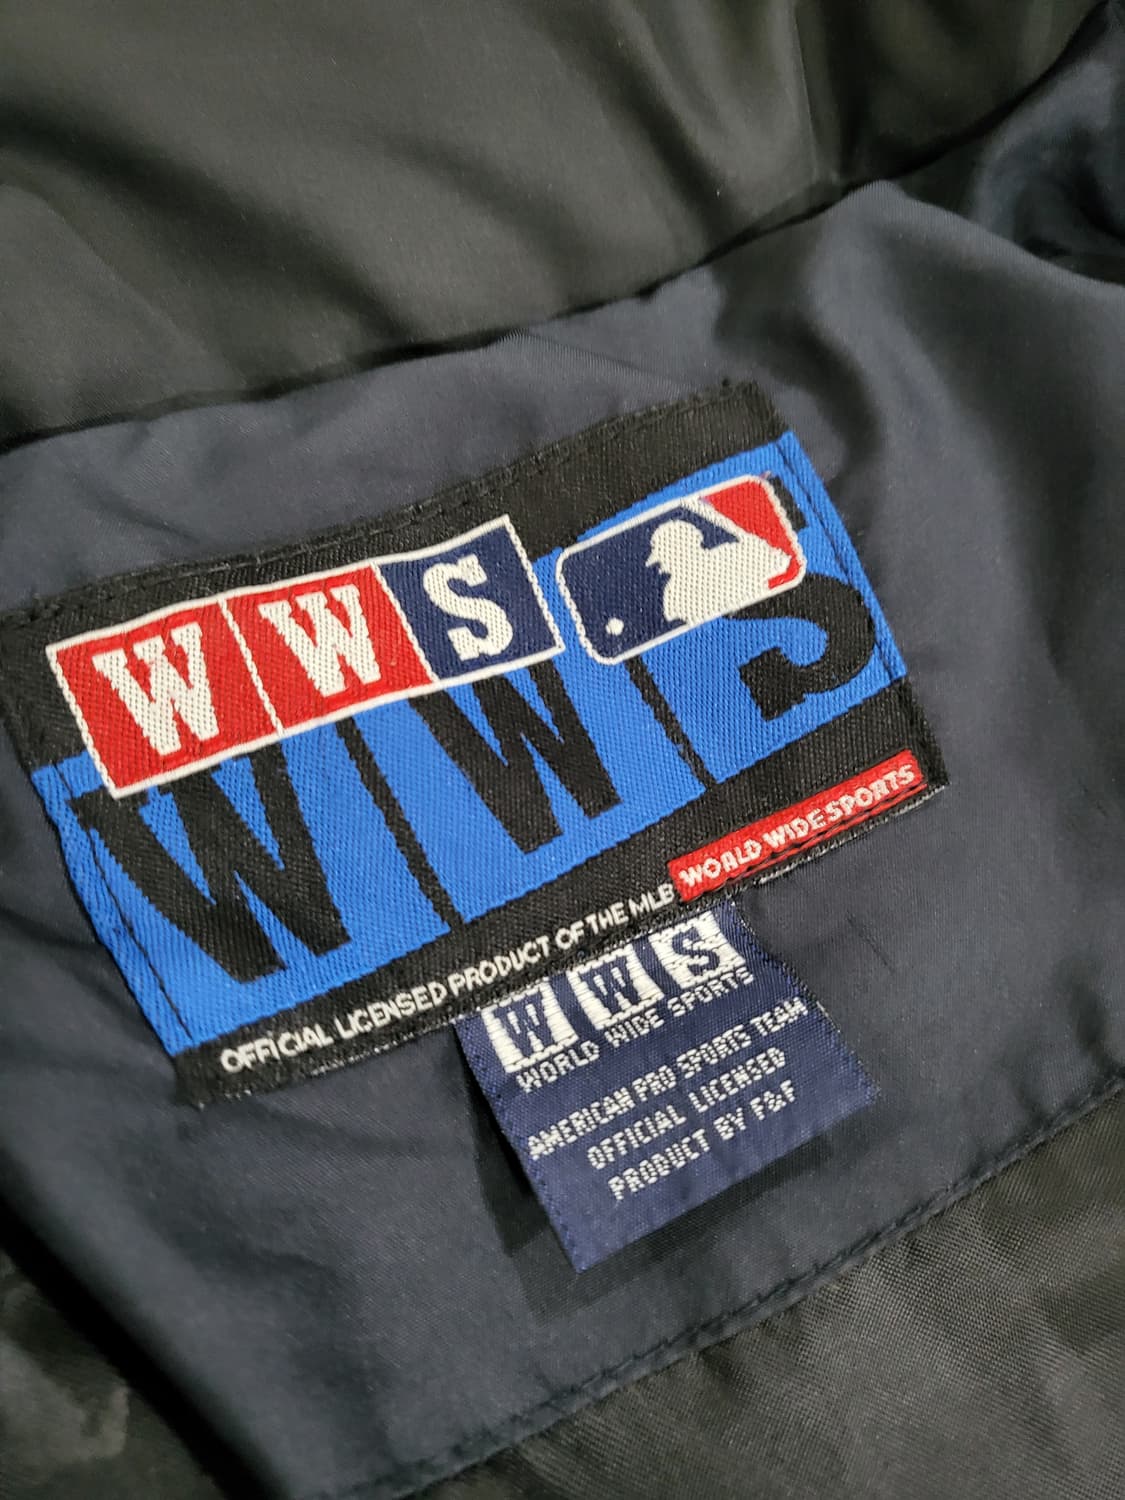 WWS
WWS
OFFICIAL LICENSED PRODUCT OF THE MLB WORLD WIDE SPORTS
WWS
WORLD WIDE SPORTS
AMERICAN PRO SPORTS TEAM
OFFICIAL LICENSED
PRODUCT BY F&F